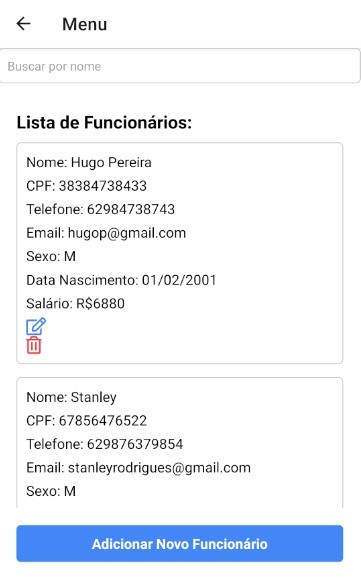 Menu
Buscar por nome
Lista de Funcionários:
Nome: Hugo Pereira
CPF: 38384738433
Telefone: 62984738743
Email: hugop@gmail.com
Sexo: M
Data Nascimento: 01/02/2001
Salário: R$6880
Nome: Stanley
CPF: 67856476522
Telefone: 629876379854
Email: stanleyrodrigues@gmail.com
Sexo: M
Adicionar Novo Funcionário